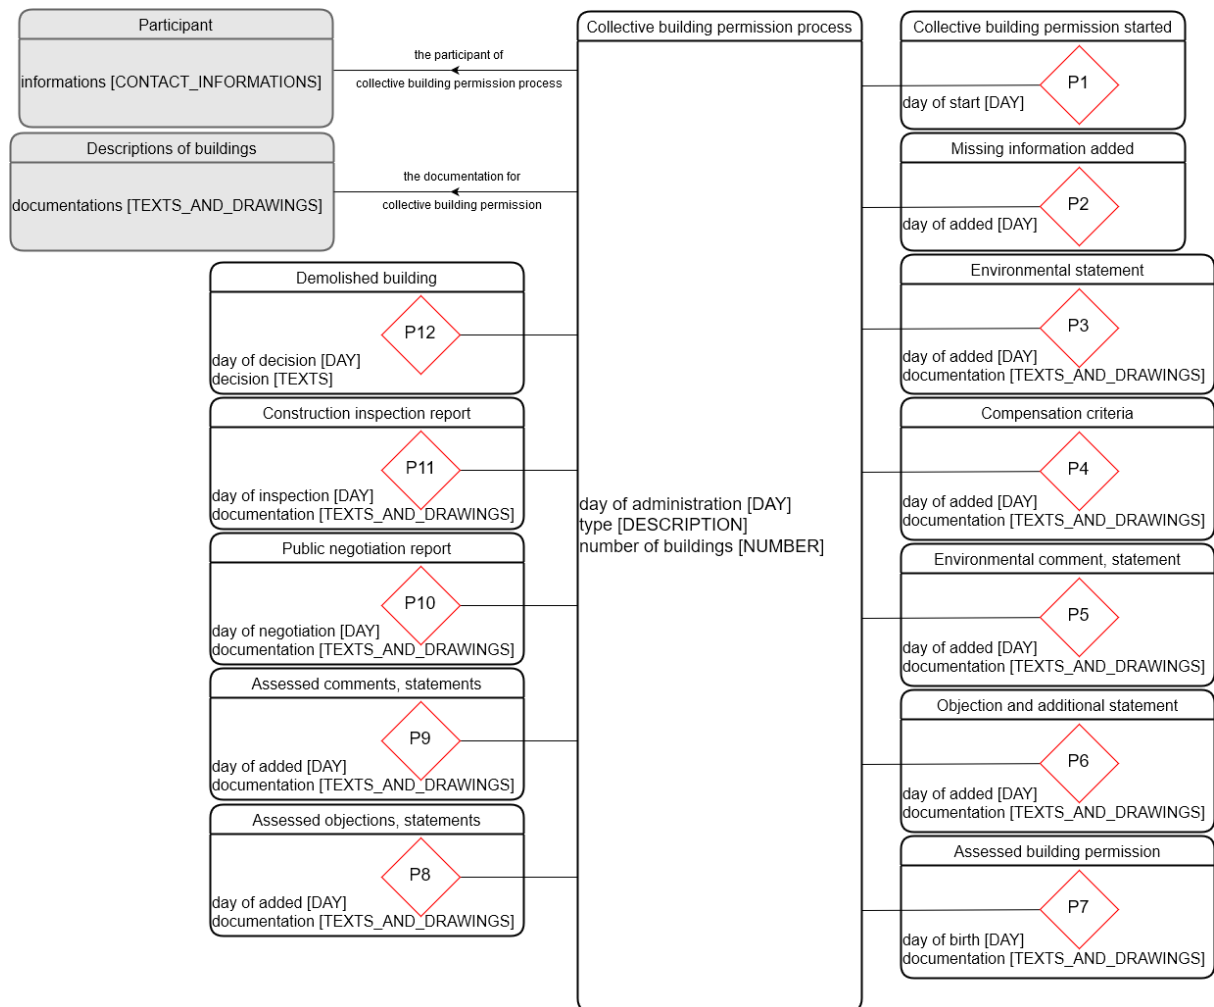 Participant
informations [CONTACT_INFORMATIONS]
Descriptions of buildings
documentations [TEXTS_AND_DRAWINGS]
the participant of
collective building permission process
the documentation for
collective building permission
Collective building permission process
day of administration [DAY]
type [DESCRIPTION]
number of buildings [NUMBER]
Collective building permission started
P1
day of start [DAY]
Missing information added
P2
day of added [DAY]
Environmental statement
P3
day of added [DAY]
documentation [TEXTS_AND_DRAWINGS]
Compensation criteria
P4
day of added [DAY]
documentation [TEXTS_AND_DRAWINGS]
Environmental comment, statement
P5
day of added [DAY]
documentation [TEXTS_AND_DRAWINGS]
Objection and additional statement
P6
day of added [DAY]
documentation [TEXTS_AND_DRAWINGS]
Assessed building permission
P7
day of birth [DAY]
documentation [TEXTS_AND_DRAWINGS]
Demolished building
P12
day of decision [DAY]
decision [TEXTS]
Construction inspection report
P11
day of inspection [DAY]
documentation [TEXTS_AND_DRAWINGS]
Public negotiation report
P10
day of negotiation [DAY]
documentation [TEXTS_AND_DRAWINGS]
Assessed comments, statements
P9
day of added [DAY]
documentation [TEXTS_AND_DRAWINGS]
Assessed objections, statements
P8
day of added [DAY]
documentation [TEXTS_AND_DRAWINGS]